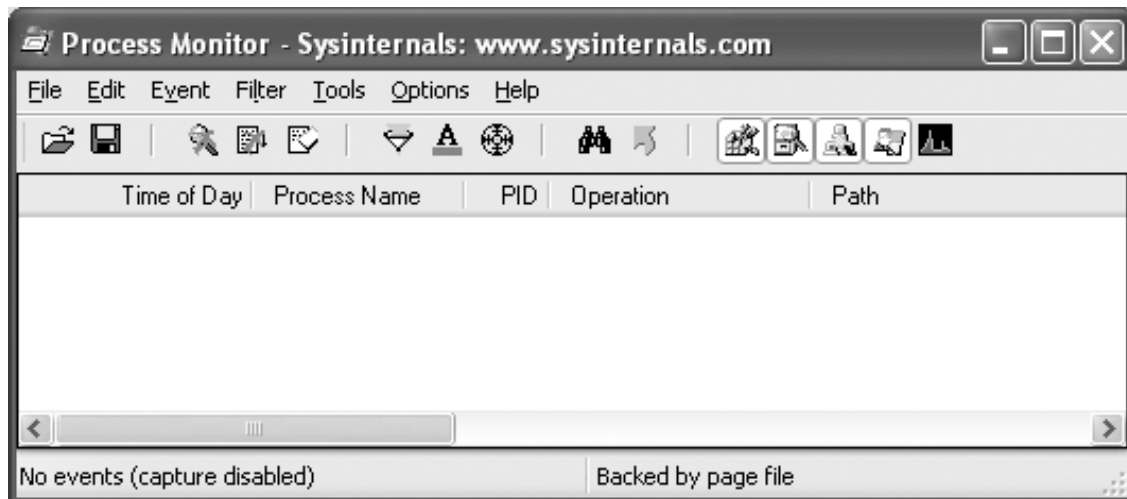 Process Monitor - Sysinternals: www.sysinternals.com
File Edit Event Filter Tools Options Help
Time of Day Process Name PID Operation Path
No events (capture disabled) Backed by page file